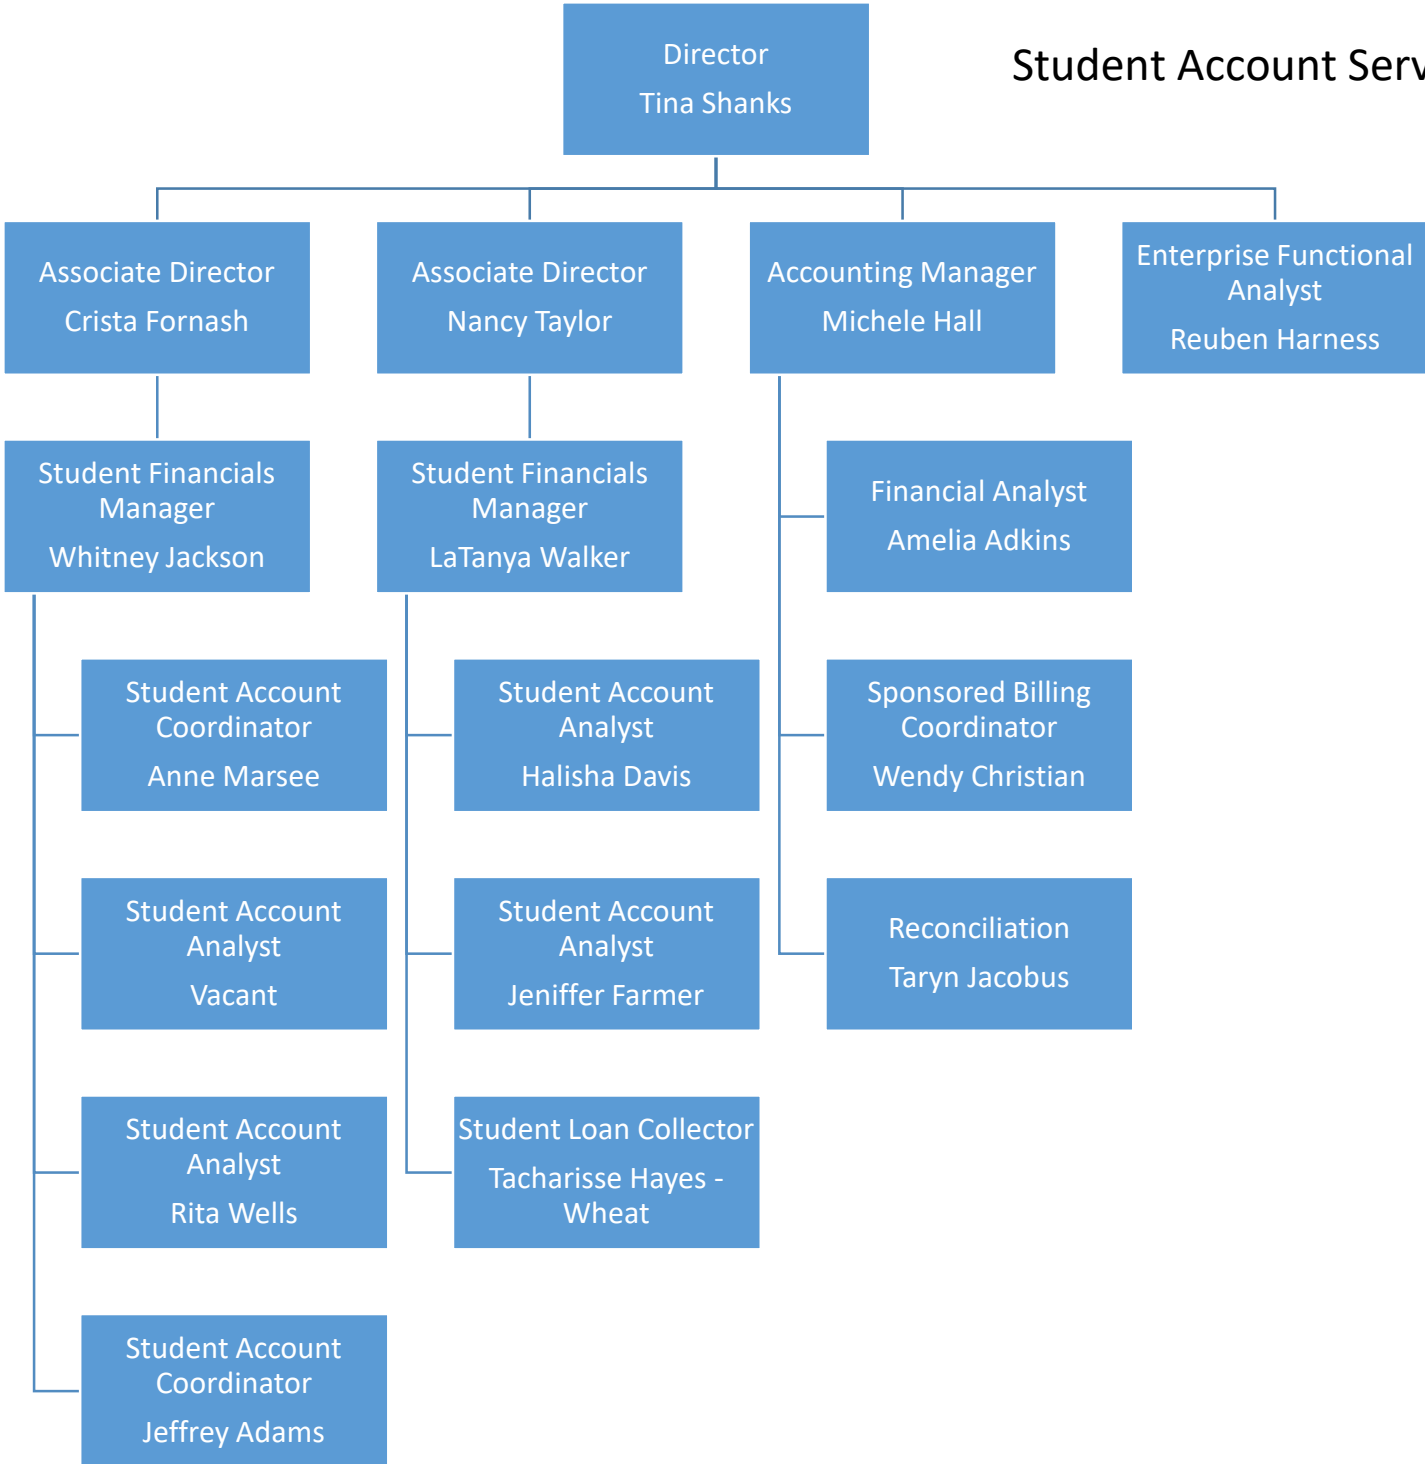 Director
Tina Shanks
Student Account Serv
Associate Director
Crista Fornash
Associate Director
Nancy Taylor
Accounting Manager
Michele Hall
Enterprise Functional
Analyst
Reuben Harness
Student Financials
Manager
Whitney Jackson
Student Financials
Manager
LaTanya Walker
Financial Analyst
Amelia Adkins
Student Account
Coordinator
Anne Marsee
Student Account
Analyst
Halisha Davis
Sponsored Billing
Coordinator
Wendy Christian
Student Account
Analyst
Vacant
Student Account
Analyst
Jeniffer Farmer
Reconciliation
Taryn Jacobus
Student Account
Analyst
Rita Wells
Student Loan Collector
Tacharisse Hayes -
Wheat
Student Account
Coordinator
Jeffrey Adams